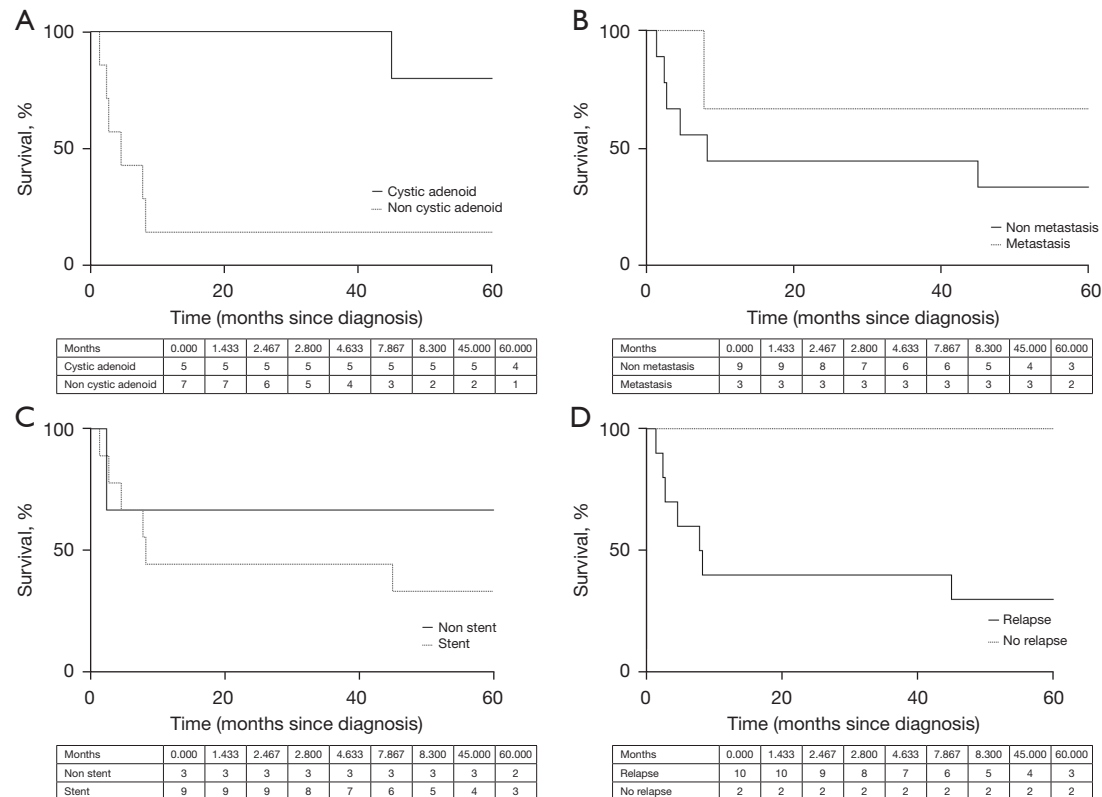 A
100
50
0
Survival, %
Cystic adenoid
Non cystic adenoid
0 20 40 60
Time (months since diagnosis)
Months 0.000 1.433 2.467 2.800 4.633 7.867 8.300 45.000 60.000
Cystic adenoid 5 5 5 5 5 5 5 5 4
Non cystic adenoid 7 7 6 5 4 3 2 2 1
B
100
50
0
Survival, %
Non metastasis
Metastasis
0 20 40 60
Time (months since diagnosis)
Months 0.000 1.433 2.467 2.800 4.633 7.867 8.300 45.000 60.000
Non metastasis 9 9 8 7 6 6 5 4 3
Metastasis 3 3 3 3 3 3 3 3 2
C
100
50
0
Survival, %
Non stent
Stent
0 20 40 60
Time (months since diagnosis)
Months 0.000 1.433 2.467 2.800 4.633 7.867 8.300 45.000 60.000
Non stent 3 3 3 3 3 3 3 3 2
Stent 9 9 9 8 7 6 5 4 3
D
100
50
0
Survival, %
Relapse
No relapse
0 20 40 60
Time (months since diagnosis)
Months 0.000 1.433 2.467 2.800 4.633 7.867 8.300 45.000 60.000
Relapse 10 10 9 8 7 6 5 4 3
No relapse 2 2 2 2 2 2 2 2 2